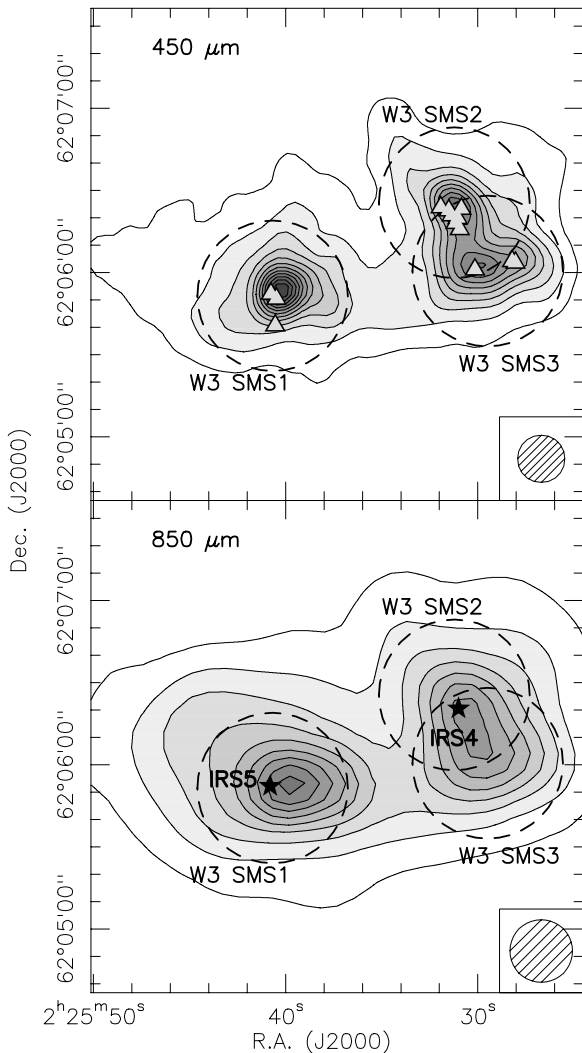 450 μm
W3 SMS2
62°07'00"
62°06'00"
W3 SMS1
W3 SMS3
62°05'00"
Dec. (J2000)
850 μm
W3 SMS2
62°07'00"
IRS4
IRS5
62°06'00"
W3 SMS3
W3 SMS1
62°05'00"
2ʰ25ᵐ50ˢ 40ˢ 30ˢ
R.A. (J2000)